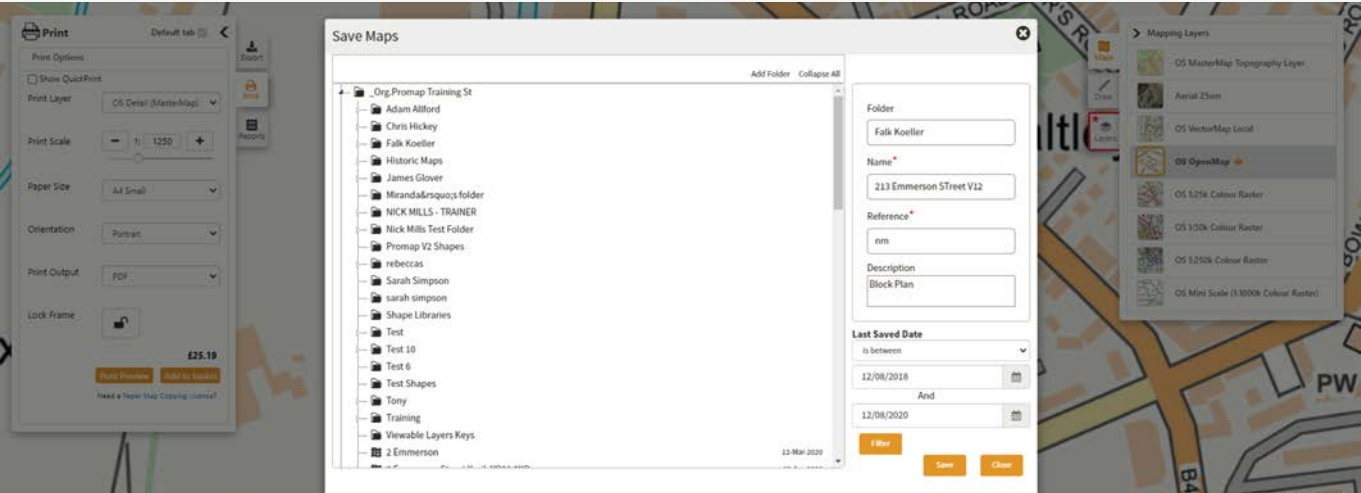 Print
Default tab
Print Options
Show QuickPrint
Print Layer
OS Detail (MasterMap)
Print Scale
1: 1250
Paper Size
A4 Small
Orientation
Portrait
Print Output
PDF
Lock Frame
£25.19
Print Preview
Add to basket
Need a Paper Map Copying Licence?
Export
Print
Reports
Save Maps
Add Folder Collapse All
_Org.Promap Training St
Adam Allford
Chris Hickey
Falk Koeller
Historic Maps
James Glover
Miranda&rsquo;s folder
NICK MILLS - TRAINER
Nick Mills Test Folder
Promap V2 Shapes
rebeccas
Sarah Simpson
sarah simpson
Shape Libraries
Test
Test 10
Test 6
Test Shapes
Tony
Training
Viewable Layers Keys
2 Emmerson 12-Mar-2020
Folder
Falk Koeller
Name*
213 Emmerson STreet V12
Reference*
nm
Description
Block Plan
Last Saved Date
is between
12/08/2018
And
12/08/2020
Filter
Save
Close
Maps
Draw
Layers
Mapping Layers
OS MasterMap Topography Layer
Aerial 25cm
OS VectorMap Local
OS OpenMap
OS 1:25k Colour Raster
OS 1:50k Colour Raster
OS 1:250k Colour Raster
OS Mini Scale (1:1000k Colour Raster)
PW
B4